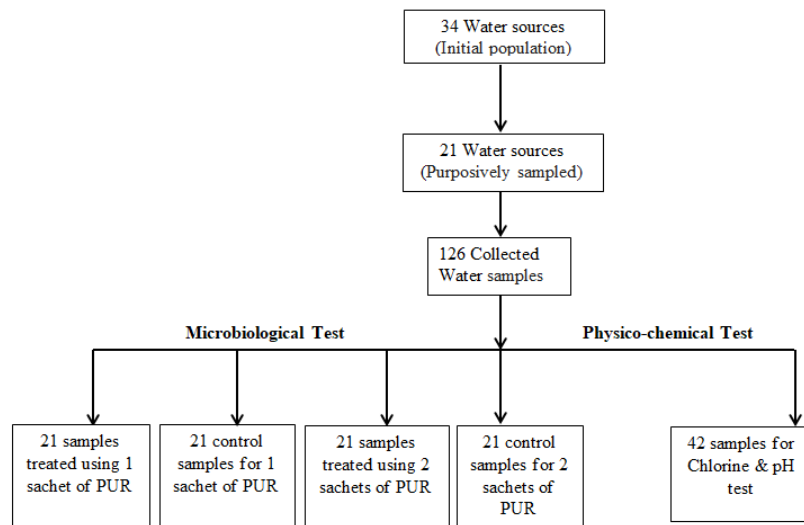 34 Water sources
(Initial population)
21 Water sources
(Purposively sampled)
126 Collected
Water samples
Microbiological Test
Physico-chemical Test
21 samples
treated using 1
sachet of PUR
21 control
samples for 1
sachet of PUR
21 samples
treated using 2
sachets of PUR
21 control
samples for 2
sachets of
PUR
42 samples for
Chlorine & pH
test